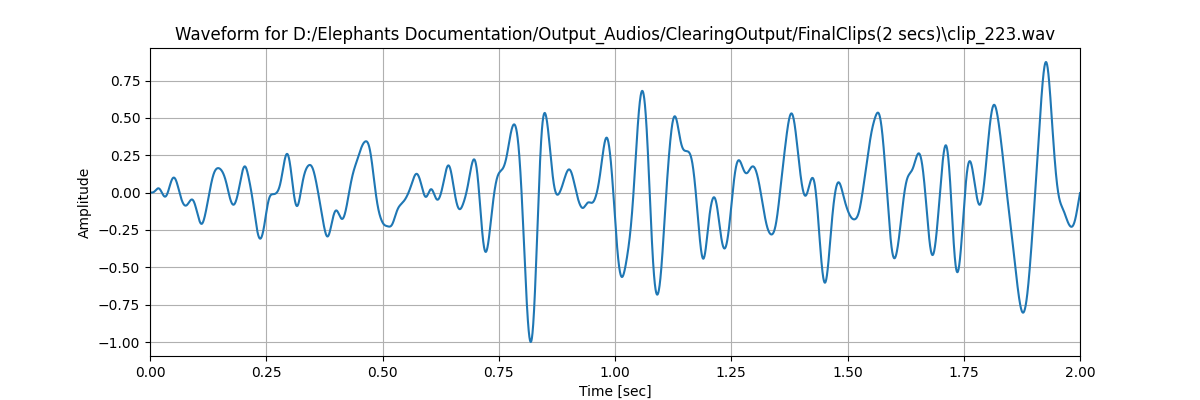 Waveform for D:/Elephants Documentation/Output_Audios/ClearingOutput/FinalClips(2 secs)\clip_223.wav
Amplitude
0.75
0.50
0.25
0.00
−0.25
−0.50
−0.75
−1.00
0.00 0.25 0.50 0.75 1.00 1.25 1.50 1.75 2.00
Time [sec]